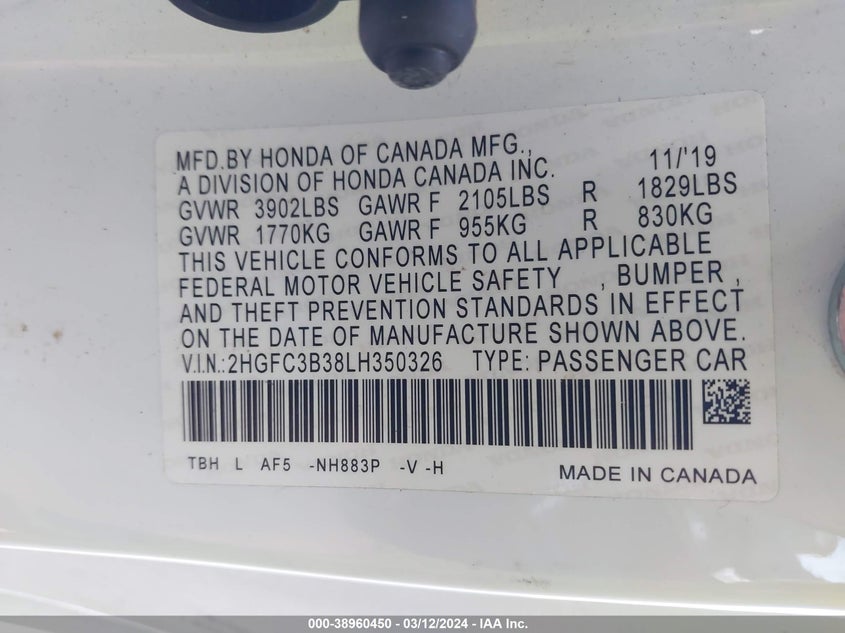 MFD.BY HONDA OF CANADA MFG., 11/'19
A DIVISION OF HONDA CANADA INC.
GVWR 3902LBS GAWR F 2105LBS R 1829LBS
GVWR 1770KG GAWR F 955KG R 830KG
THIS VEHICLE CONFORMS TO ALL APPLICABLE
FEDERAL MOTOR VEHICLE SAFETY , BUMPER ,
AND THEFT PREVENTION STANDARDS IN EFFECT
ON THE DATE OF MANUFACTURE SHOWN ABOVE.
V.I.N.:2HGFC3B38LH350326 TYPE: PASSENGER CAR
TBH L AF5 -NH883P -V -H MADE IN CANADA
000-38960450 - 03/12/2024 - IAA Inc.